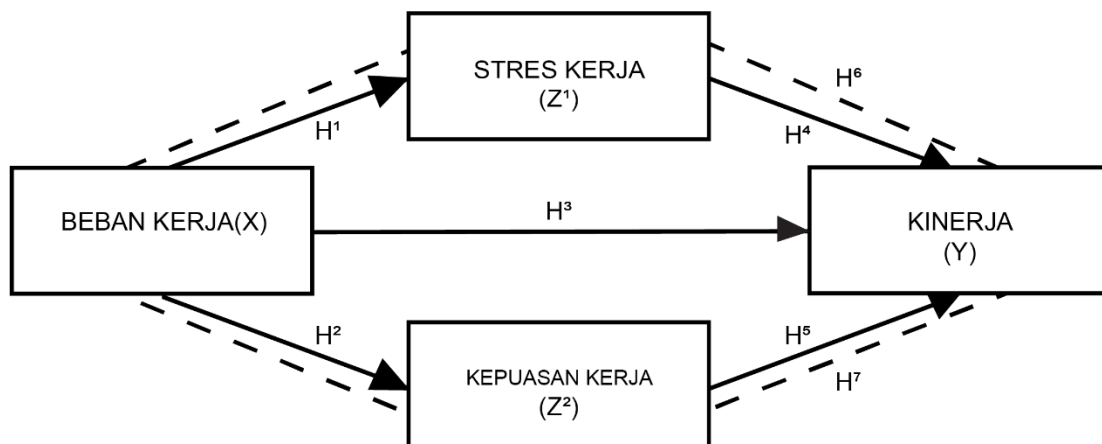 STRES KERJA
(Z¹)
H⁶
H¹
H⁴
BEBAN KERJA(X)
H³
KINERJA
(Y)
H²
H⁵
KEPUASAN KERJA
(Z²)
H⁷